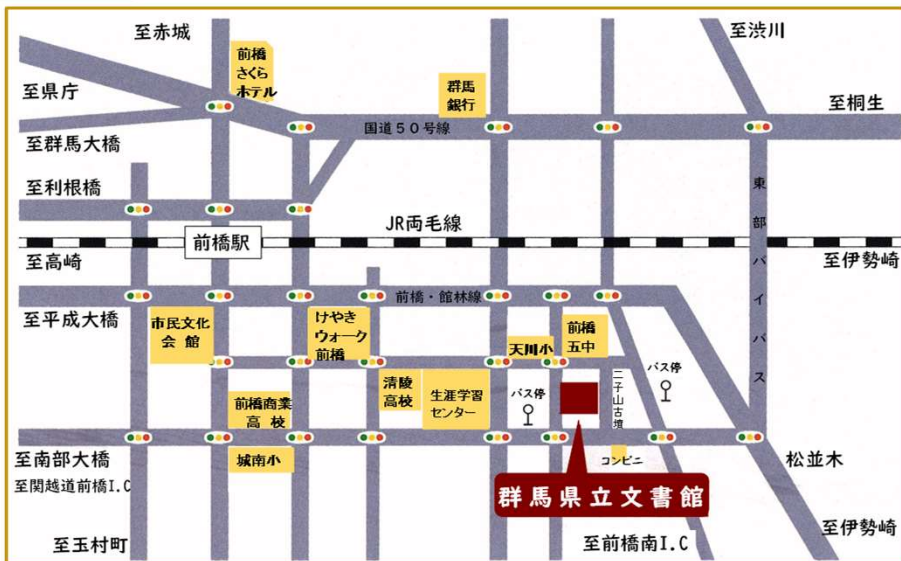 至赤城
至渋川
前橋
さくら
ホテル
群馬
銀行
至県庁
至桐生
国道５０号線
至群馬大橋
至利根橋
東部バイパス
JR両毛線
前橋駅
至高崎
至伊勢崎
前橋・館林線
至平成大橋
市民文化
会館
けやき
ウォーク
前橋
天川小
前橋
五中
清陵
高校
生涯学習
センター
バス停
二子山古墳
バス停
前橋商業
高校
城南小
コンビニ
至南部大橋
至関越道前橋I.C
松並木
群馬県立文書館
至玉村町
至前橋南I.C
至伊勢崎